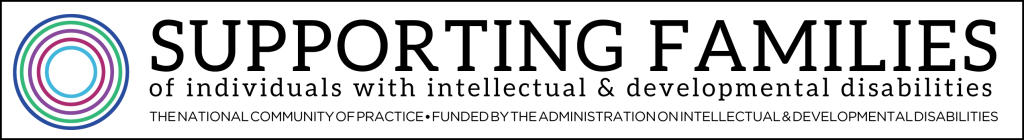 SUPPORTING FAMILIES
of individuals with intellectual & developmental disabilities
THE NATIONAL COMMUNITY OF PRACTICE • FUNDED BY THE ADMINISTRATION ON INTELLECTUAL & DEVELOPMENTAL DISABILITIES